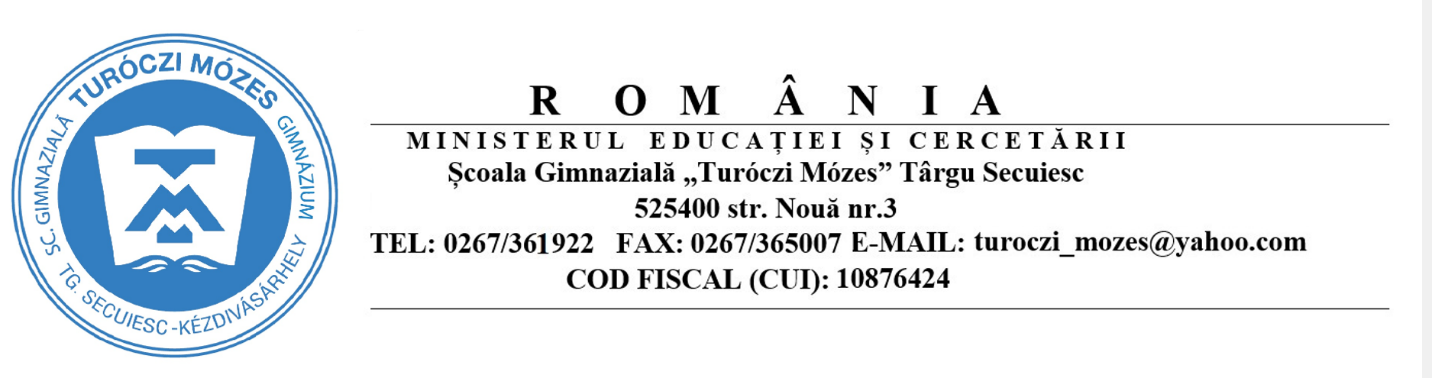 TURÓCZI MÓZES
SC. GIMNAZIALĂ
GIMNÁZIUM
TG. SECUIESC - KÉZDIVÁSÁRHELY
TM
R O M Â N I A
MINISTERUL EDUCAȚIEI ȘI CERCETĂRII
Școala Gimnazială „Turóczi Mózes” Târgu Secuiesc
525400 str. Nouă nr.3
TEL: 0267/361922 FAX: 0267/365007 E-MAIL: turoczi_mozes@yahoo.com
COD FISCAL (CUI): 10876424